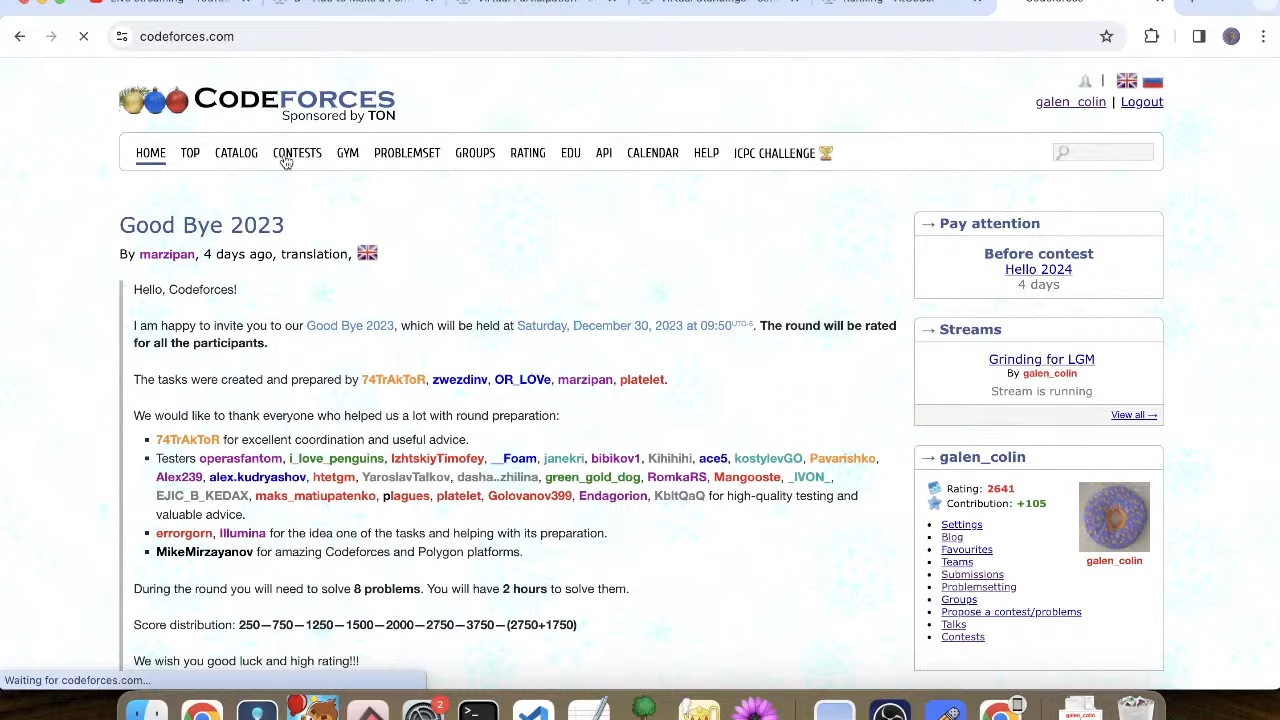 codeforces.com
CODEFORCES
Sponsored by TON
galen_colin | Logout
HOME TOP CATALOG CONTESTS GYM PROBLEMSET GROUPS RATING EDU API CALENDAR HELP ICPC CHALLENGE
Good Bye 2023
By marzipan, 4 days ago, translation,
Hello, Codeforces!
I am happy to invite you to our Good Bye 2023, which will be held at Saturday, December 30, 2023 at 09:50UTC-5. The round will be rated
for all the participants.
The tasks were created and prepared by 74TrAkToR, zwezdinv, OR_LOVe, marzipan, platelet.
We would like to thank everyone who helped us a lot with round preparation:
74TrAkToR for excellent coordination and useful advice.
Testers operasfantom, i_love_penguins, IzhtskiyTimofey, __Foam, janekri, bibikov1, Kihihihi, ace5, kostylevGO, Pavarishko,
Alex239, alex.kudryashov, htetgm, YaroslavTalkov, dasha..zhilina, green_gold_dog, RomkaRS, Mangooste, _IVON_,
EJIC_B_KEDAX, maks_matiupatenko, plagues, platelet, Golovanov399, Endagorion, KbltQaQ for high-quality testing and
valuable advice.
errorgorn, Illumina for the idea one of the tasks and helping with its preparation.
MikeMirzayanov for amazing Codeforces and Polygon platforms.
During the round you will need to solve 8 problems. You will have 2 hours to solve them.
Score distribution: 250—750—1250—1500—2000—2750—3750—(2750+1750)
We wish you good luck and high rating!!!
→ Pay attention
Before contest
Hello 2024
4 days
→ Streams
Grinding for LGM
By galen_colin
Stream is running
View all →
→ galen_colin
Rating: 2641
Contribution: +105
Settings
Blog
Favourites
Teams
Submissions
Problemsetting
Groups
Propose a contest/problems
Talks
Contests
galen_colin
Waiting for codeforces.com...
2
galen_colin